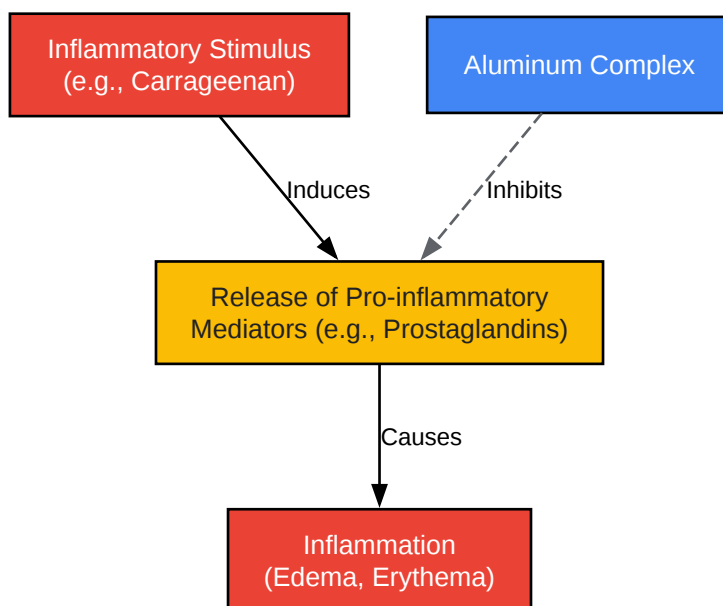 Inflammatory Stimulus
(e.g., Carrageenan)
Aluminum Complex
Induces
Inhibits
Release of Pro-inflammatory
Mediators (e.g., Prostaglandins)
Causes
Inflammation
(Edema, Erythema)